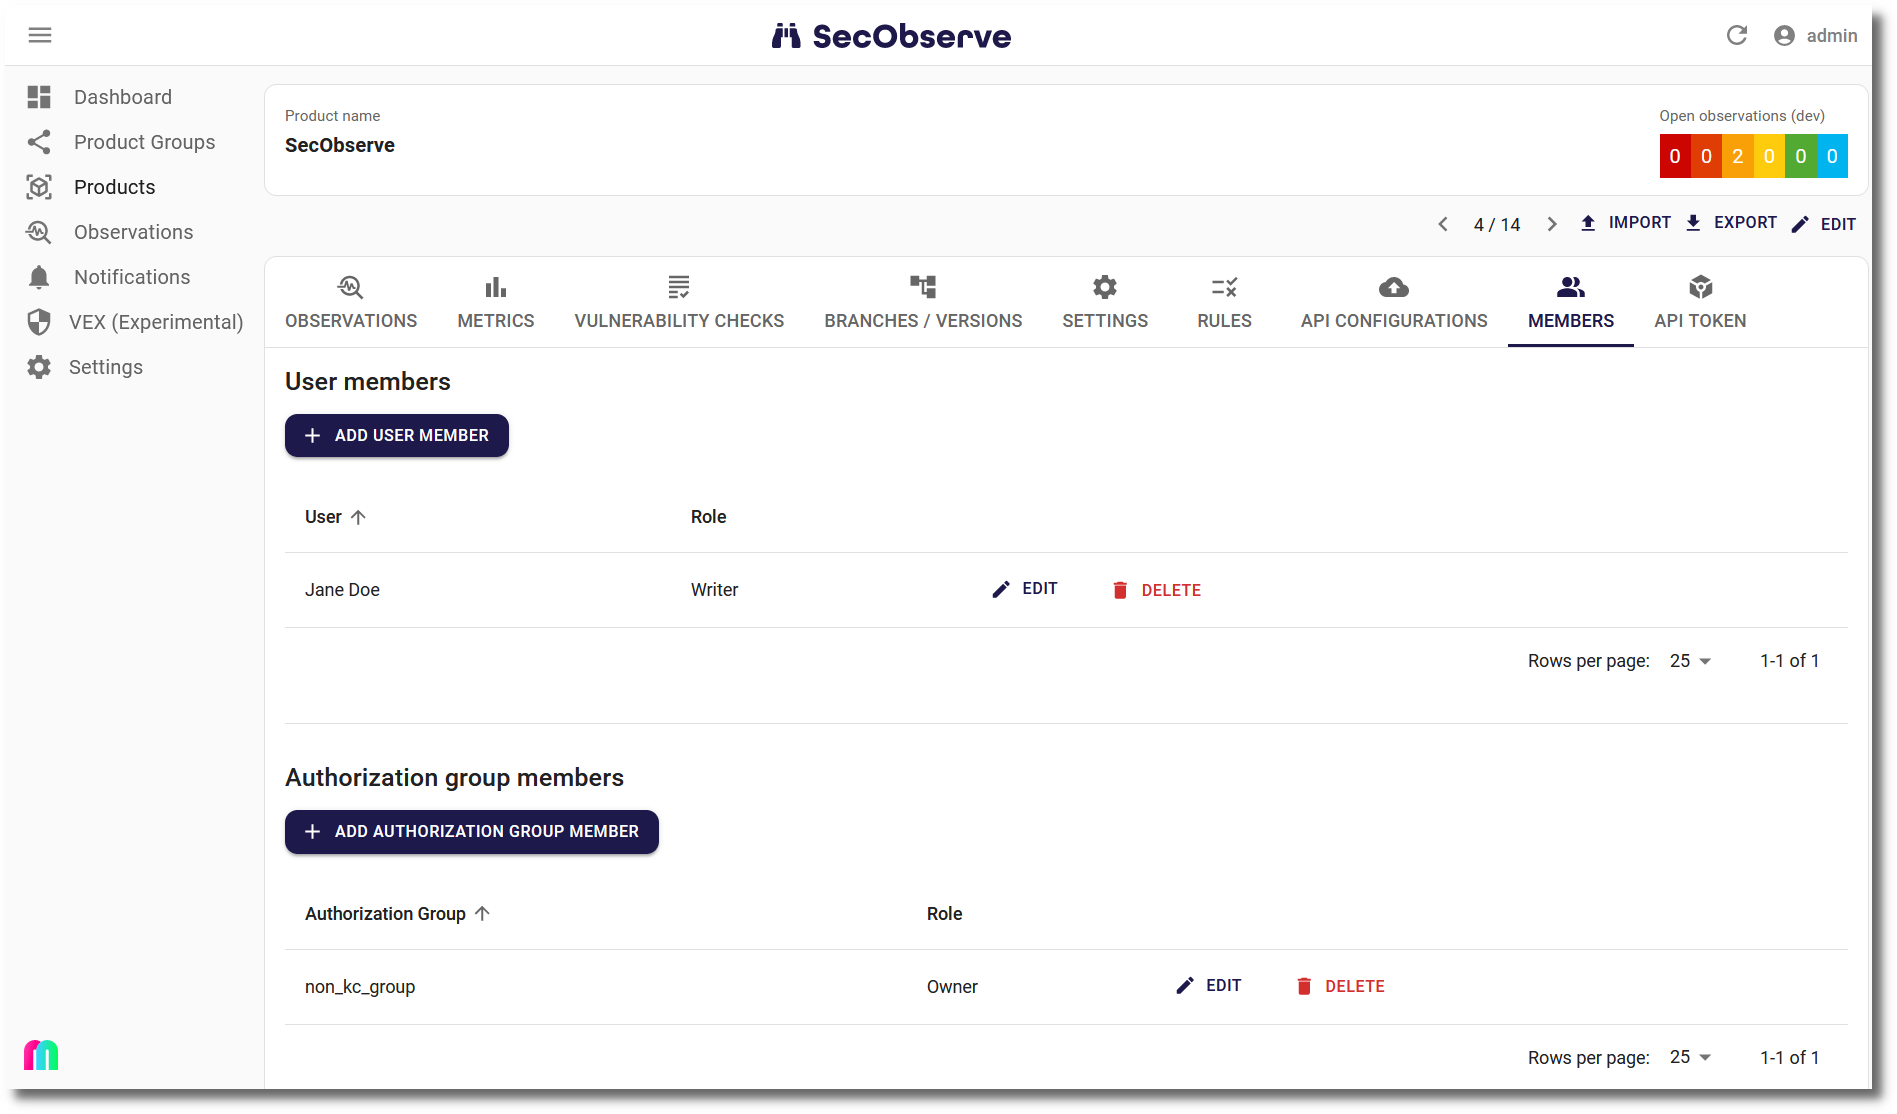 SecObserve
admin
Dashboard
Product Groups
Products
Observations
Notifications
VEX (Experimental)
Settings
Product name
SecObserve
Open observations (dev)
0 0 2 0 0 0
4 / 14
IMPORT
EXPORT
EDIT
OBSERVATIONS
METRICS
VULNERABILITY CHECKS
BRANCHES / VERSIONS
SETTINGS
RULES
API CONFIGURATIONS
MEMBERS
API TOKEN
User members
ADD USER MEMBER
User Role
Jane Doe Writer EDIT DELETE
Rows per page: 25 1-1 of 1
Authorization group members
ADD AUTHORIZATION GROUP MEMBER
Authorization Group Role
non_kc_group Owner EDIT DELETE
Rows per page: 25 1-1 of 1